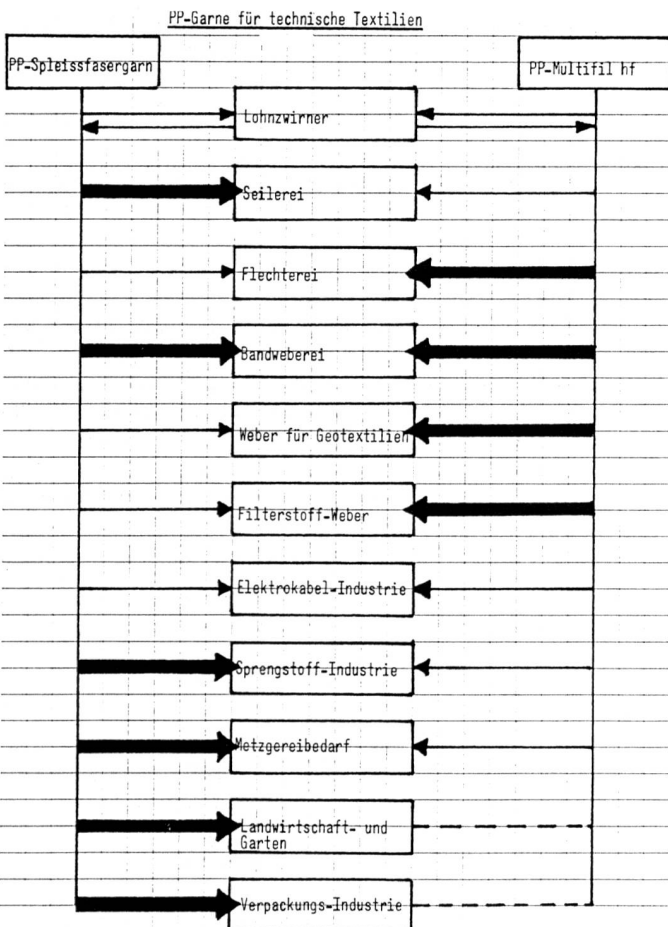 PP-Garne für technische Textilien
PP-Spleissfasergarn
PP-Multifil hf
Lohnzwirner
Seilerei
Flechterei
Bandweberei
Weber für Geotextilien
Filterstoff-Weber
Elektrokabel-Industrie
Sprengstoff-Industrie
Metzgereibedarf
Landwirtschaft- und
Garten
Verpackungs-Industrie